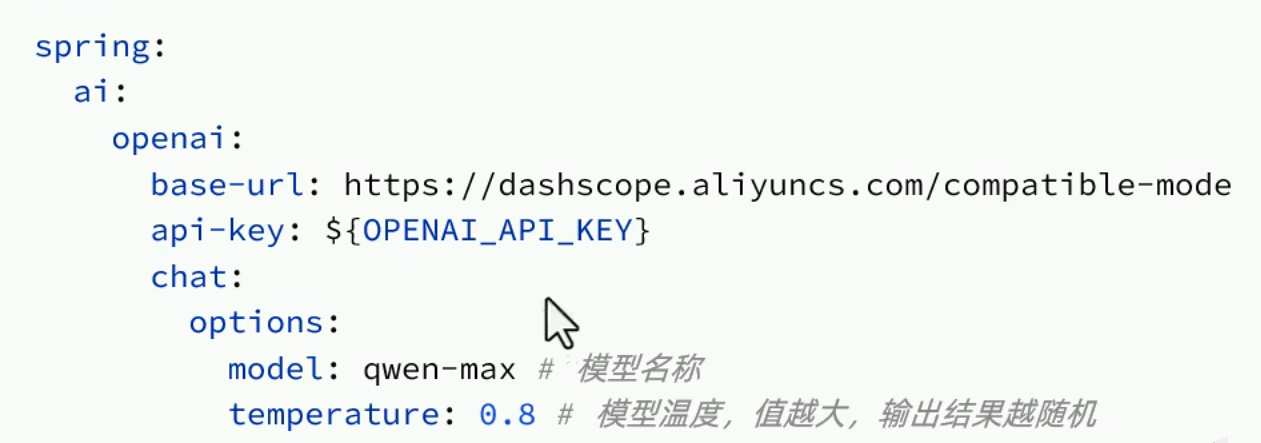 spring:
  ai:
    openai:
      base-url: https://dashscope.aliyuncs.com/compatible-mode
      api-key: ${OPENAI_API_KEY}
      chat:
        options:
          model: qwen-max # 模型名称
          temperature: 0.8 # 模型温度，值越大，输出结果越随机